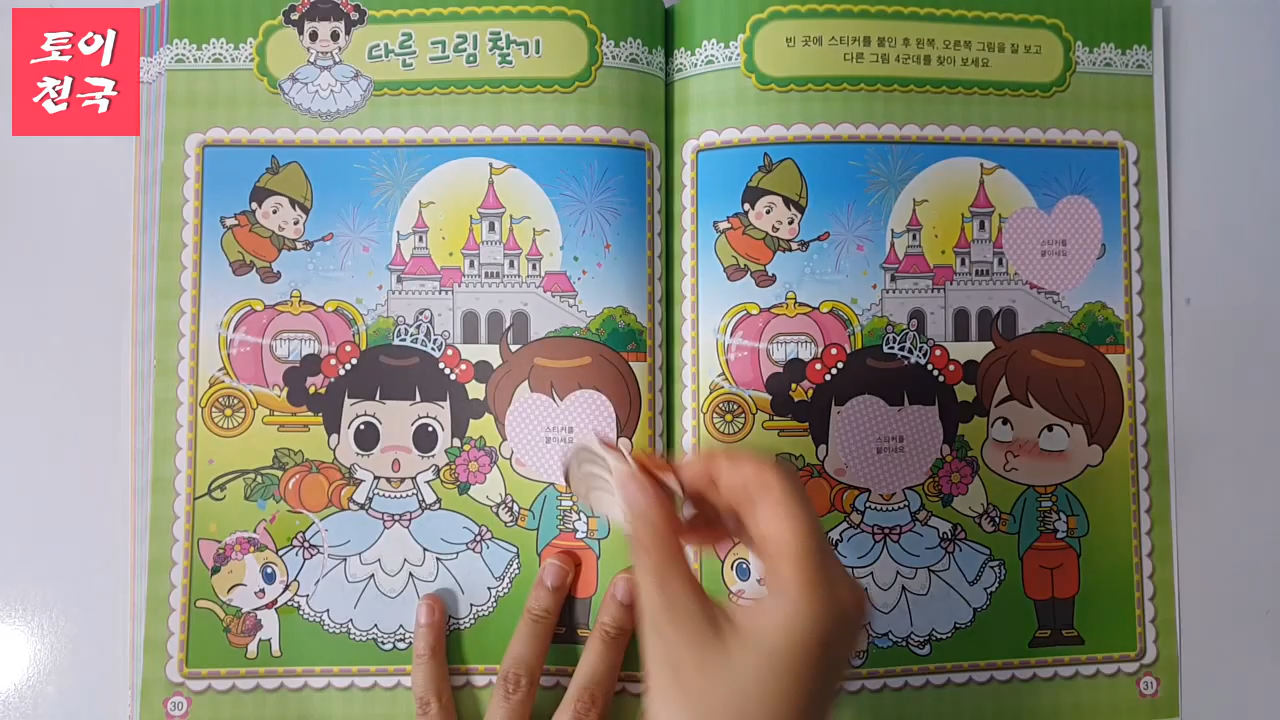 토이
천국
다른 그림 찾기
빈 곳에 스티커를 붙인 후 왼쪽, 오른쪽 그림을 잘 보고
다른 그림 4군데를 찾아 보세요.
스티커를
붙이세요
스티커를
붙이세요
스티커를
붙이세요
30
31